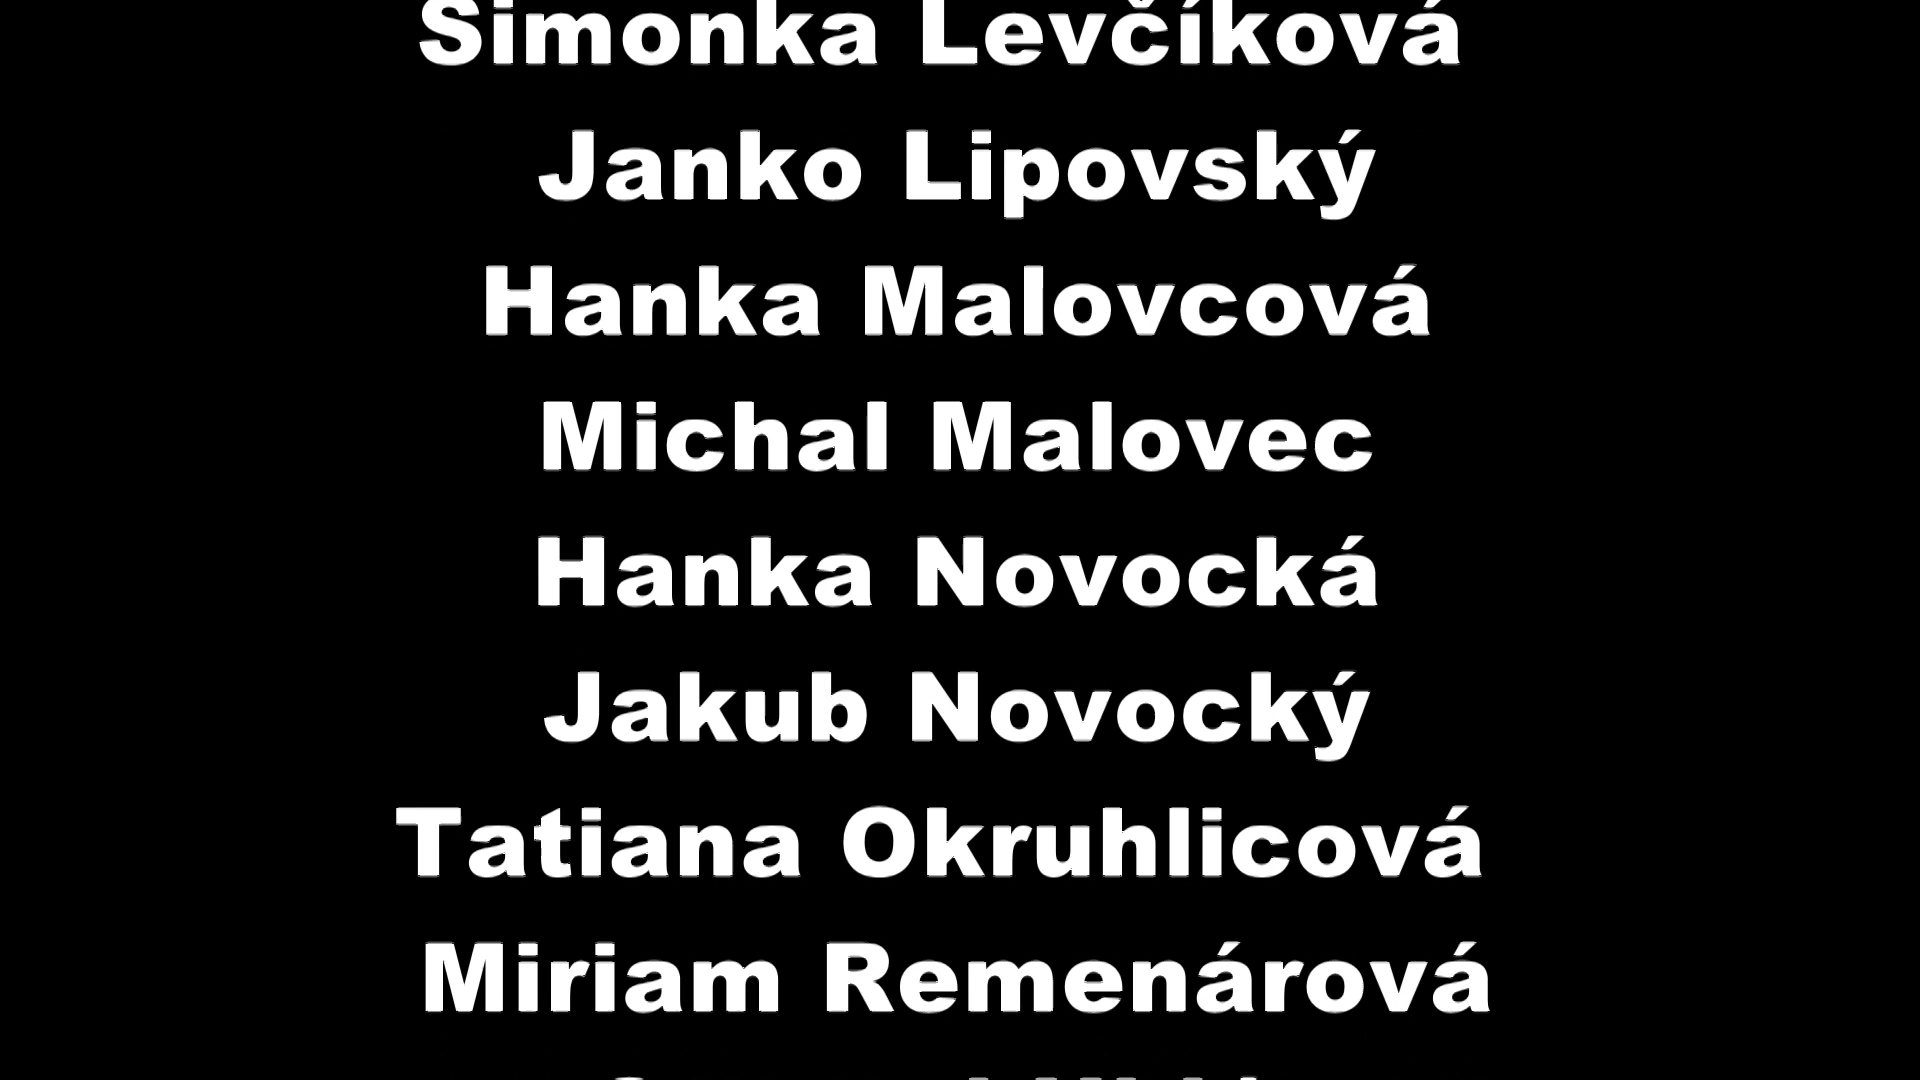 Simonka Levčíková
Janko Lipovský
Hanka Malovcová
Michal Malovec
Hanka Novocká
Jakub Novocký
Tatiana Okruhlicová
Miriam Remenárová